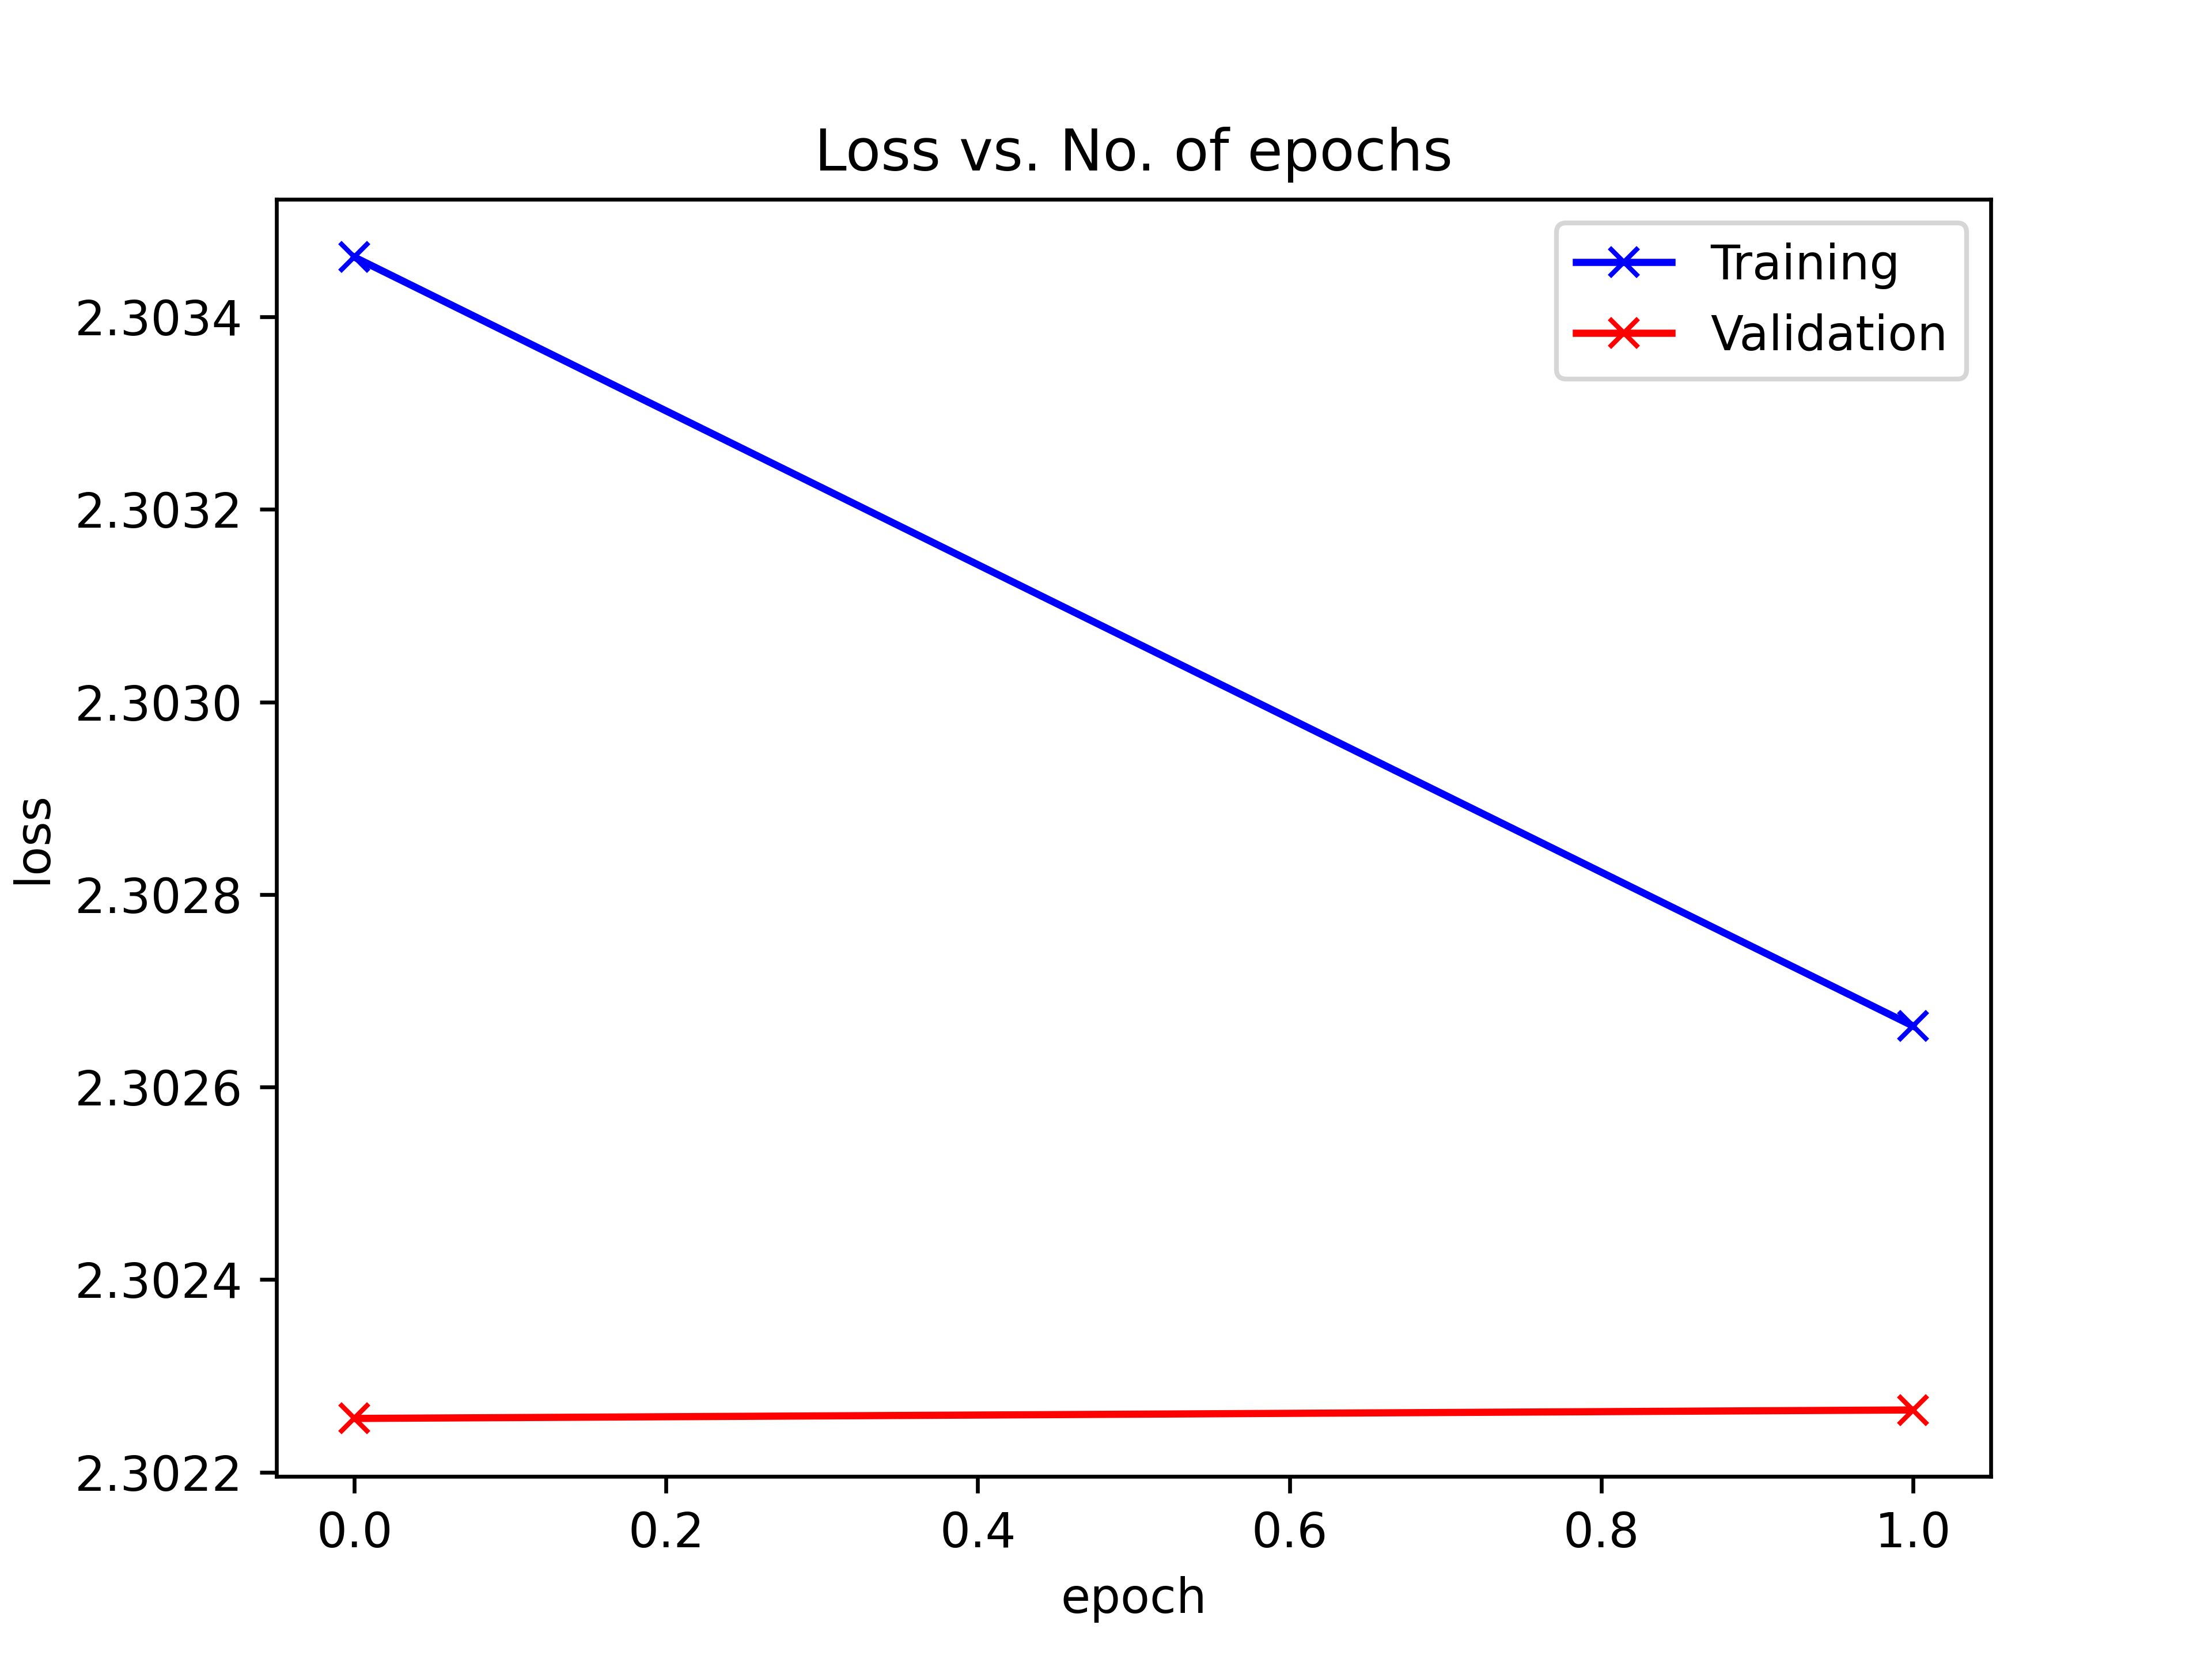 Loss vs. No. of epochs
Training
Validation
2.3034
2.3032
2.3030
2.3028
2.3026
2.3024
2.3022
loss
0.0 0.2 0.4 0.6 0.8 1.0
epoch